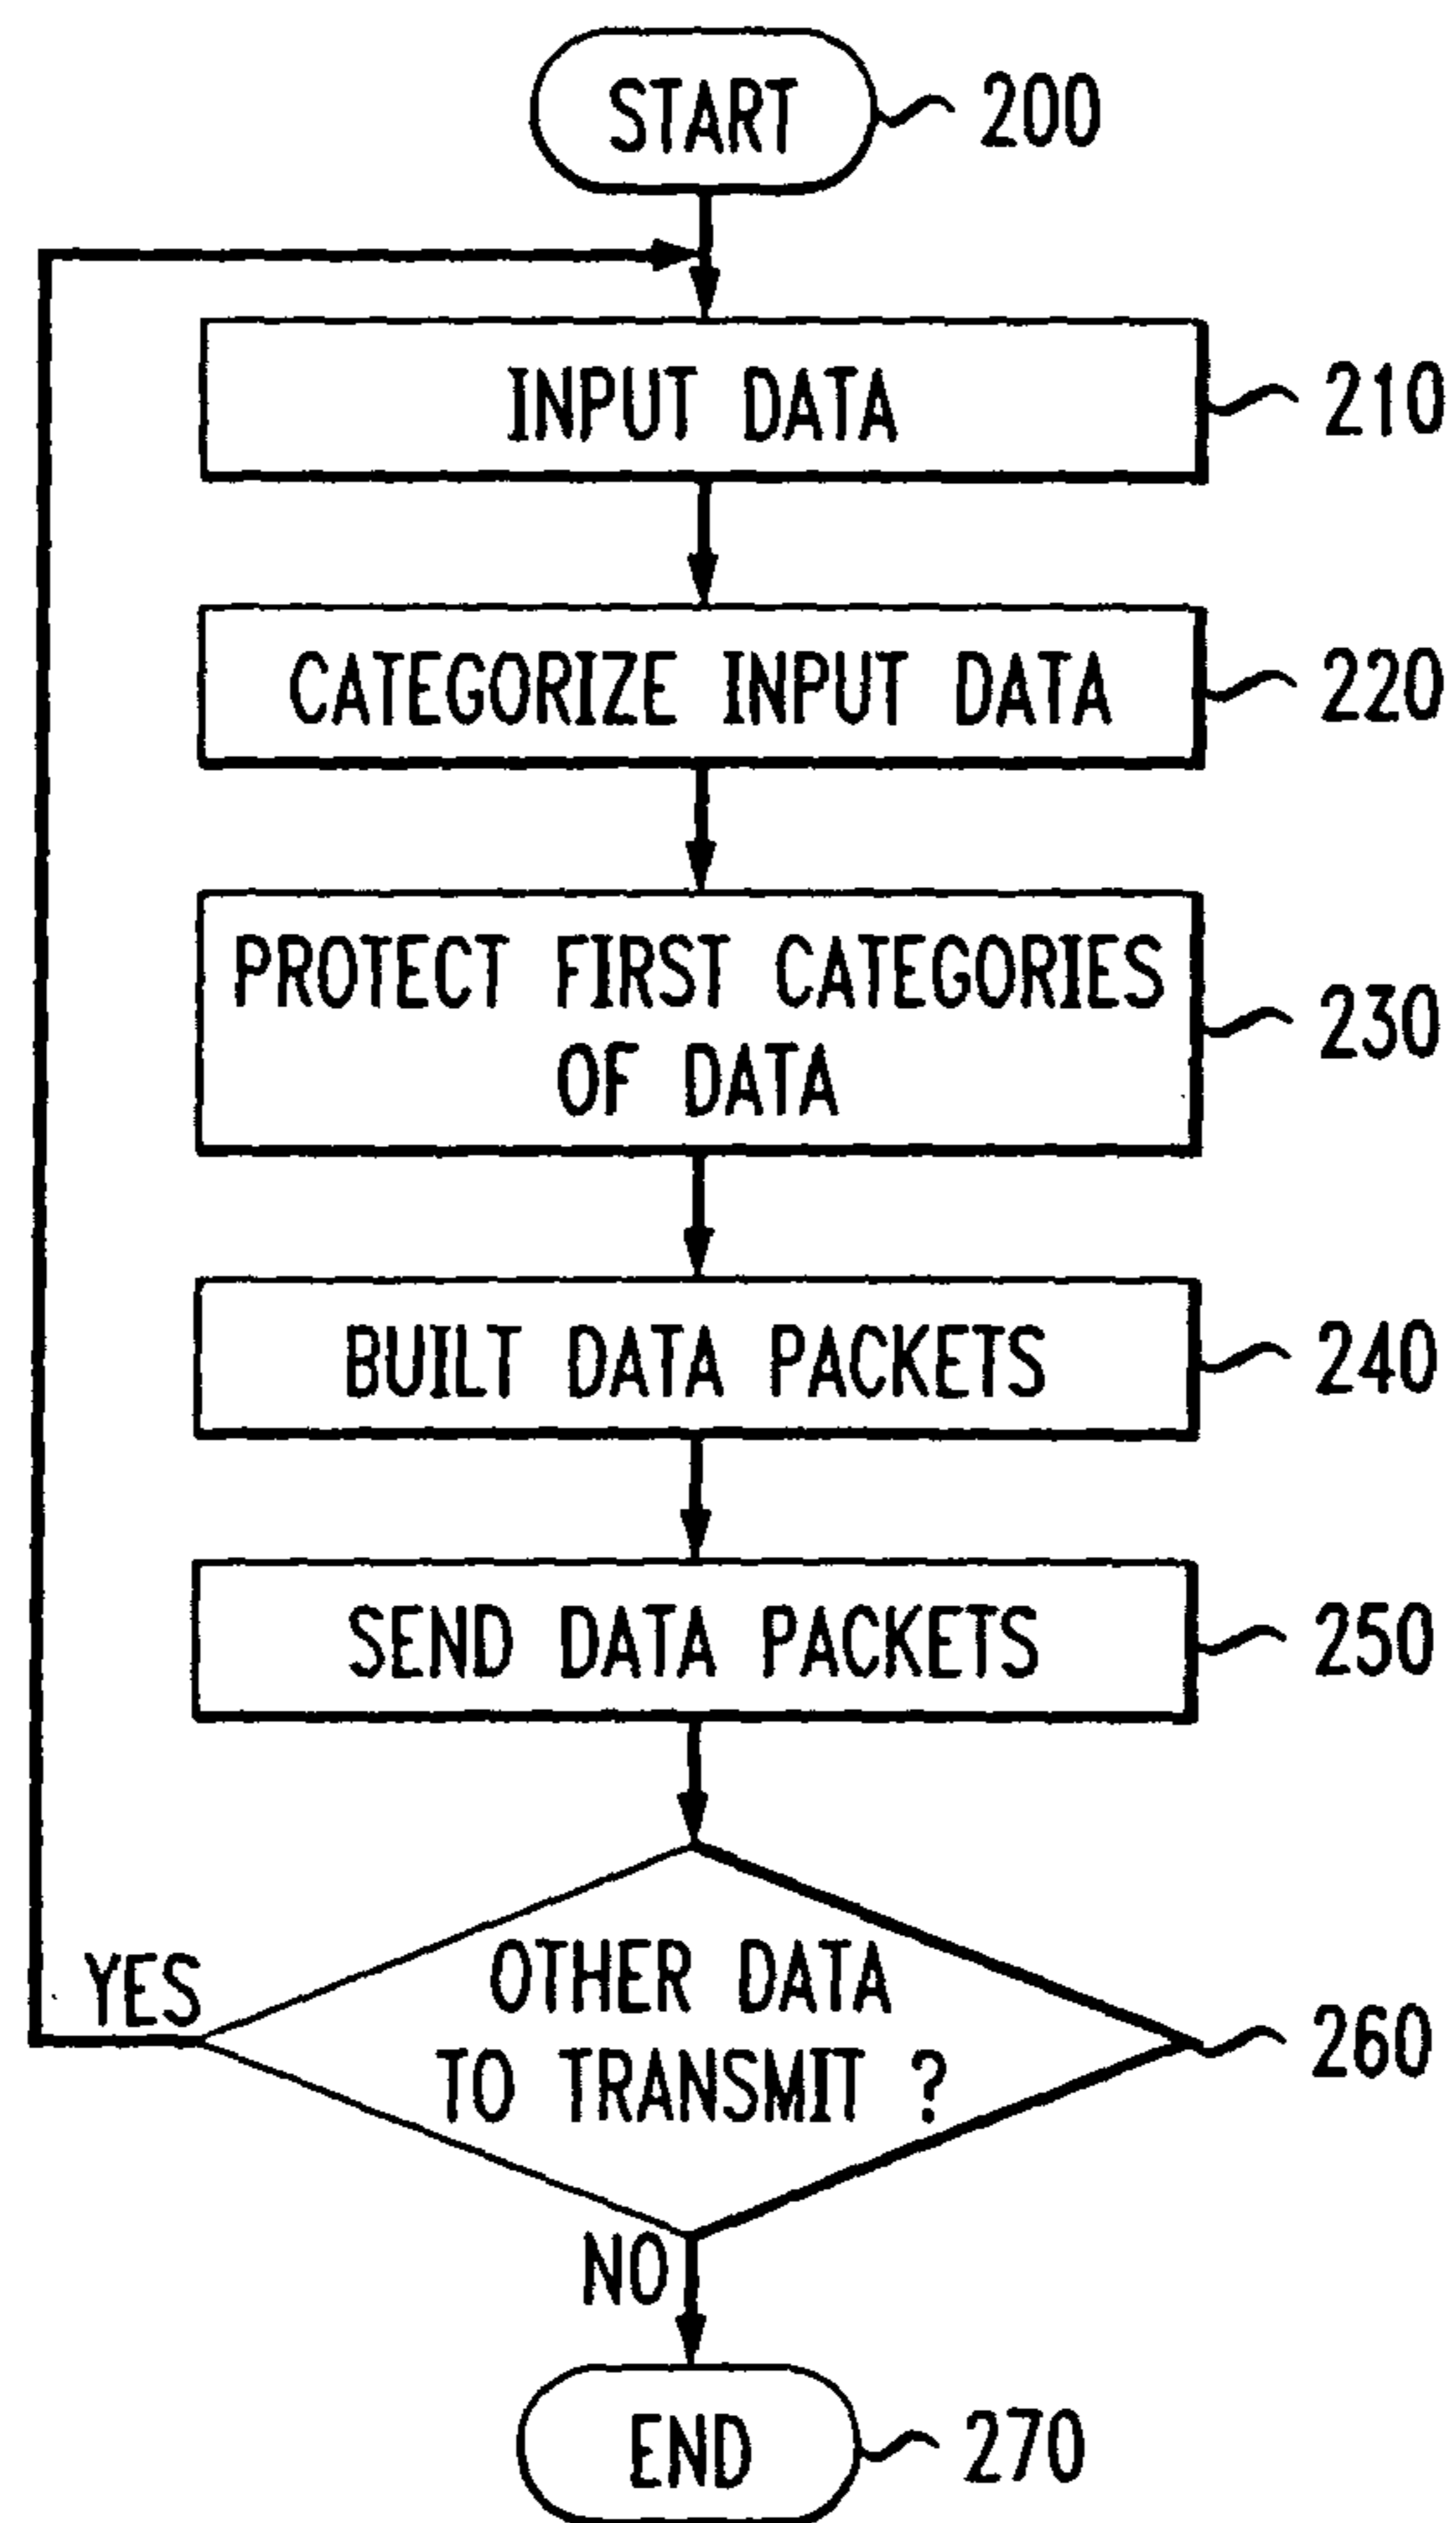 START 200
INPUT DATA 210
CATEGORIZE INPUT DATA 220
PROTECT FIRST CATEGORIES
OF DATA
230
BUILT DATA PACKETS 240
SEND DATA PACKETS 250
YES
OTHER DATA
TO TRANSMIT ?
260
NO
END 270